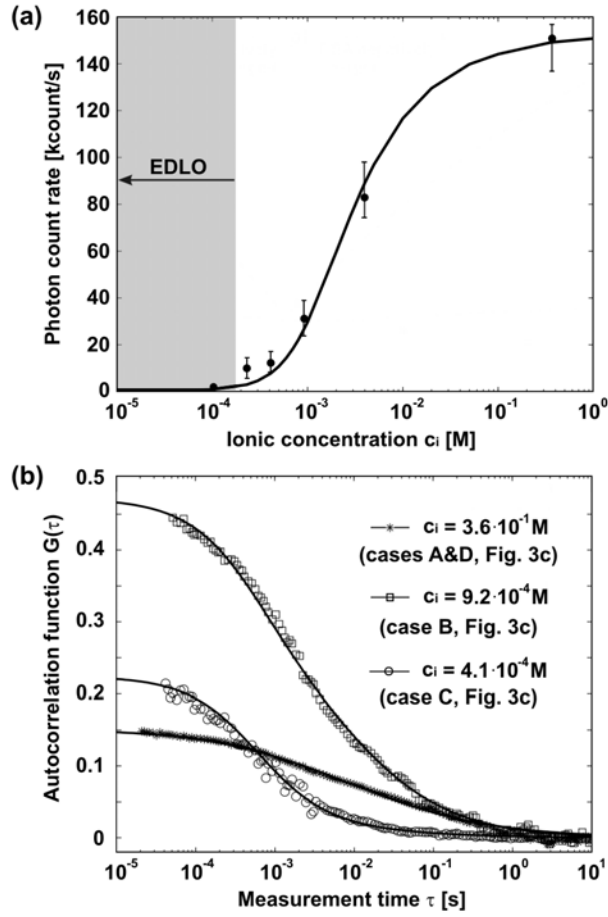 (a)
160
140
120
100
80
60
40
20
0
Photon count rate [kcount/s]
EDLO
10⁻⁵ 10⁻⁴ 10⁻³ 10⁻² 10⁻¹ 10⁰
Ionic concentration cᵢ [M]
(b)
0.5
0.4
0.3
0.2
0.1
0
Autocorrelation function G(τ)
cᵢ = 3.6·10⁻¹M
(cases A&D, Fig. 3c)
cᵢ = 9.2·10⁻⁴M
(case B, Fig. 3c)
cᵢ = 4.1·10⁻⁴M
(case C, Fig. 3c)
10⁻⁵ 10⁻⁴ 10⁻³ 10⁻² 10⁻¹ 10⁰ 10¹
Measurement time τ [s]